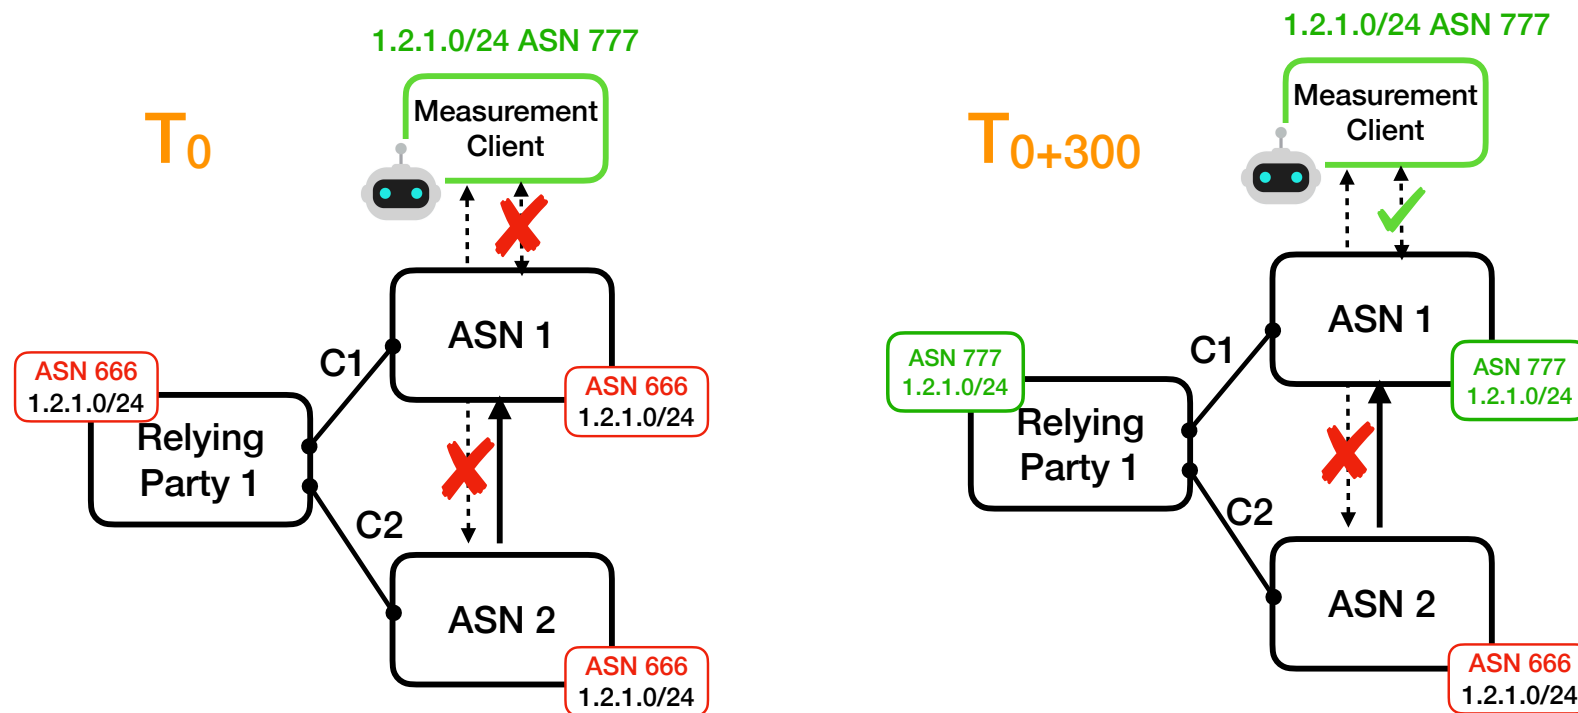 1.2.1.0/24 ASN 777
T0
Measurement
Client
ASN 1
C1
ASN 666
1.2.1.0/24
ASN 666
1.2.1.0/24
Relying
Party 1
C2
ASN 2
ASN 666
1.2.1.0/24
1.2.1.0/24 ASN 777
T0+300
Measurement
Client
ASN 1
C1
ASN 777
1.2.1.0/24
ASN 777
1.2.1.0/24
Relying
Party 1
C2
ASN 2
ASN 666
1.2.1.0/24